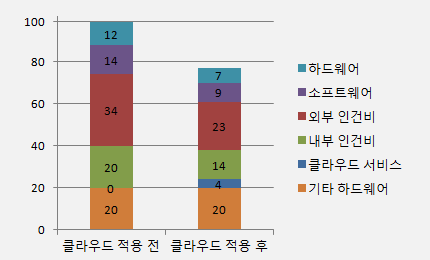 100
80
60
40
20
0
12
14
34
20
0
20
7
9
23
14
4
20
클라우드 적용 전
클라우드 적용 후
하드웨어
소프트웨어
외부 인건비
내부 인건비
클라우드 서비스
기타 하드웨어